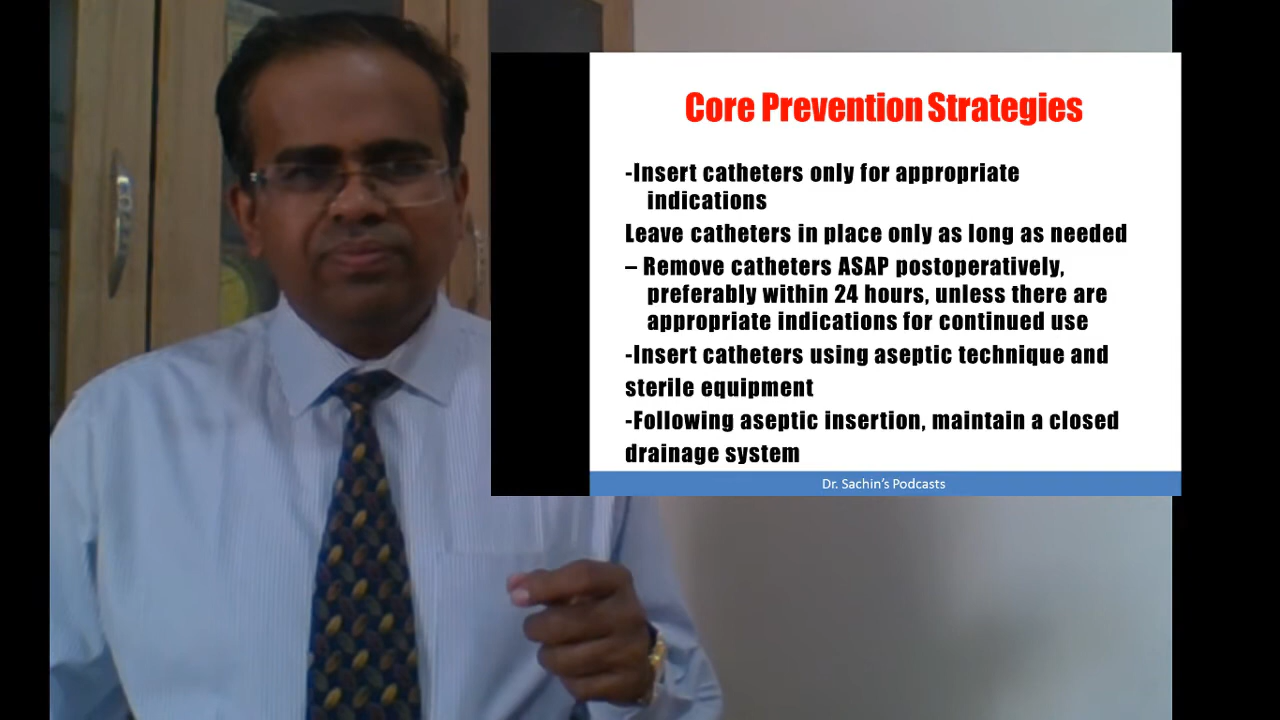 Core Prevention Strategies
-Insert catheters only for appropriate
indications
Leave catheters in place only as long as needed
– Remove catheters ASAP postoperatively,
preferably within 24 hours, unless there are
appropriate indications for continued use
-Insert catheters using aseptic technique and
sterile equipment
-Following aseptic insertion, maintain a closed
drainage system
Dr. Sachin's Podcasts